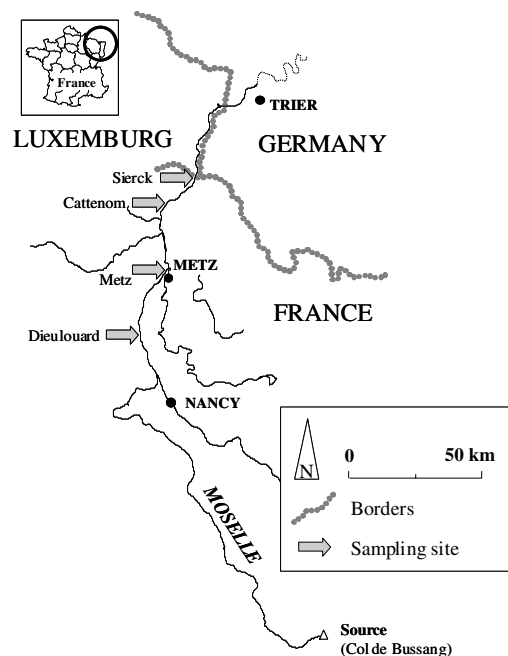 France
TRIER
LUXEMBURG
GERMANY
Sierck
Cattenom
METZ
Metz
FRANCE
Dieulouard
NANCY
0 50 km
N
Borders
MOSELLE
Sampling site
Source
(Col de Bussang)